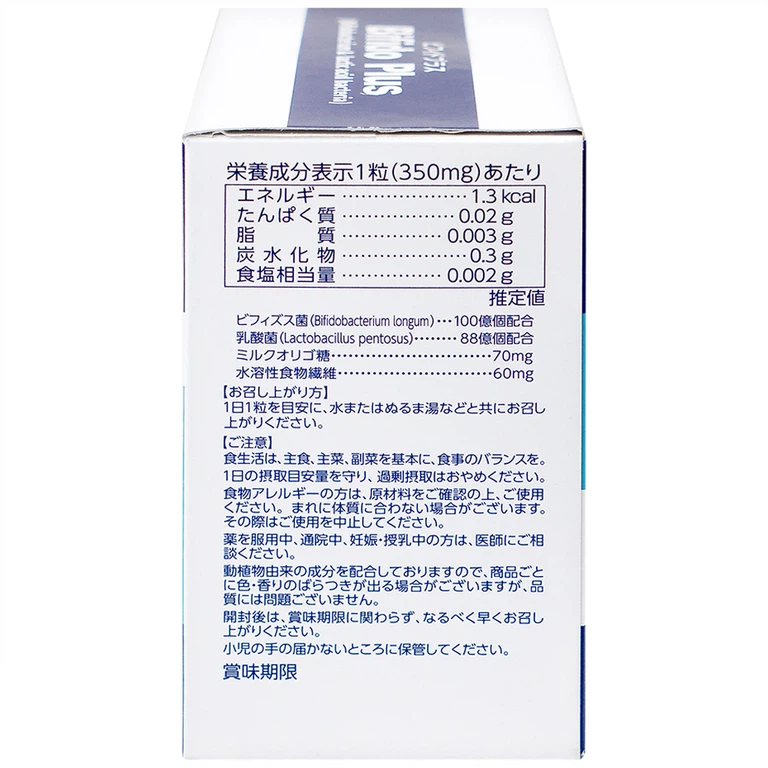 ビフィドプラス
Bifido Plus
栄養成分表示1粒(350mg)あたり
エネルギー……………1.3 kcal
たんぱく質……………0.02 g
脂　　質……………0.003 g
炭水化物……………0.3 g
食塩相当量……………0.002 g
推定値
ビフィズス菌(Bifidobacterium longum)…100億個配合
乳酸菌(Lactobacillus pentosus)………88億個配合
ミルクオリゴ糖……………70mg
水溶性食物繊維……………60mg
【お召し上がり方】
1日1粒を目安に、水またはぬるま湯などと共にお召し
上がりください。
【ご注意】
食生活は、主食、主菜、副菜を基本に、食事のバランスを。
1日の摂取目安量を守り、過剰摂取はおやめください。
食物アレルギーの方は、原材料をご確認の上、ご使用
ください。まれに体質に合わない場合がございます。
その際はご使用を中止してください。
薬を服用中、通院中、妊娠・授乳中の方は、医師にご相
談ください。
動植物由来の成分を配合しておりますので、商品ごと
に色・香りのばらつきが出る場合がございますが、品
質には問題ございません。
開封後は、賞味期限に関わらず、なるべく早くお召し
上がりください。
小児の手の届かないところに保管してください。
賞味期限